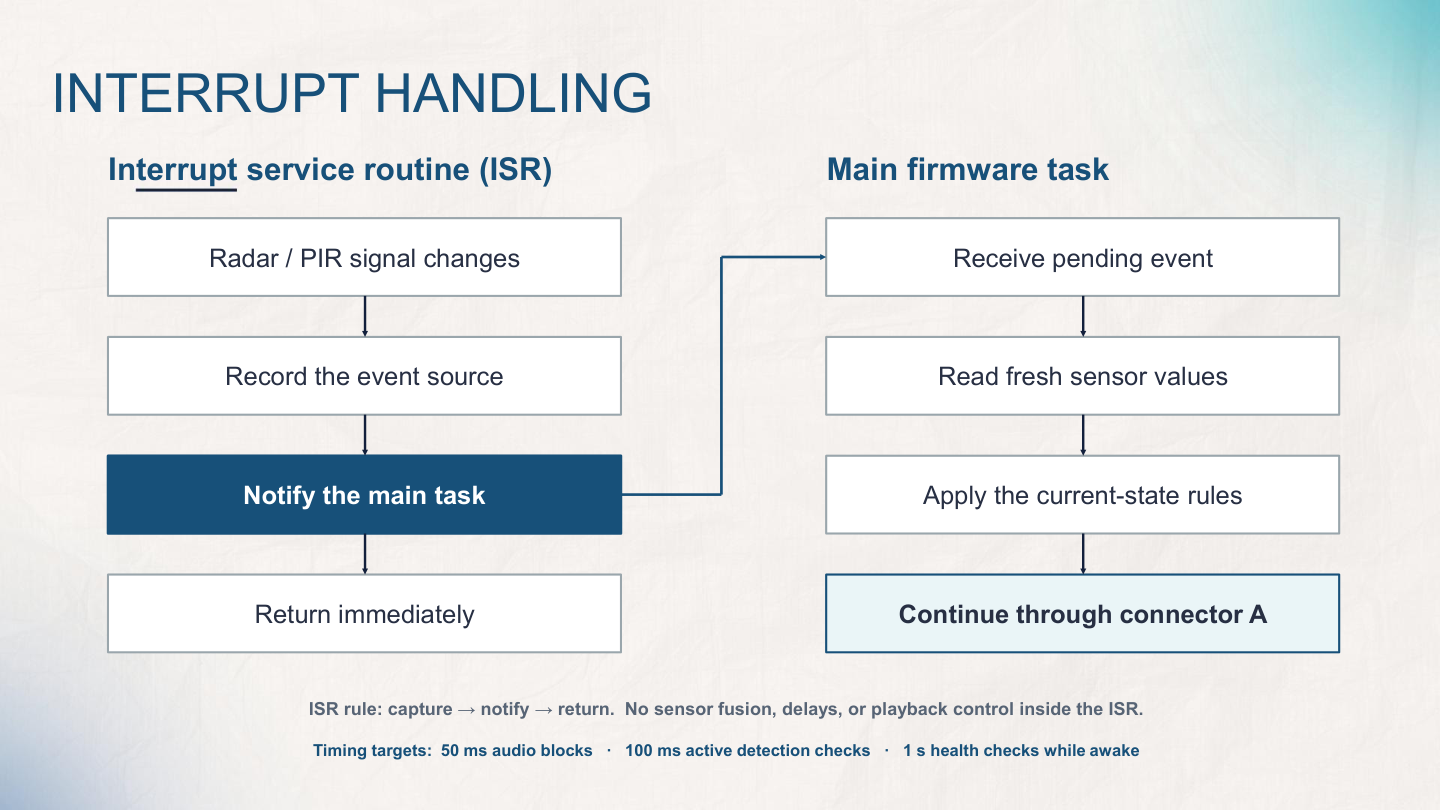 INTERRUPT HANDLING
Interrupt service routine (ISR)
Radar / PIR signal changes
Record the event source
Notify the main task
Return immediately
Main firmware task
Receive pending event
Read fresh sensor values
Apply the current-state rules
Continue through connector A
ISR rule: capture → notify → return.  No sensor fusion, delays, or playback control inside the ISR.
Timing targets:  50 ms audio blocks  ·  100 ms active detection checks  ·  1 s health checks while awake